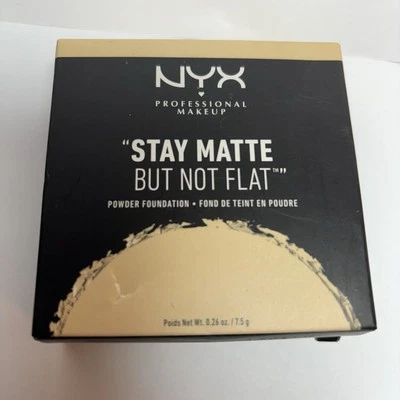 NYX
PROFESSIONAL
MAKEUP
"STAY MATTE
BUT NOT FLAT™"
POWDER FOUNDATION • FOND DE TEINT EN POUDRE
Poids Net Wt. 0.26 oz. / 7.5 g